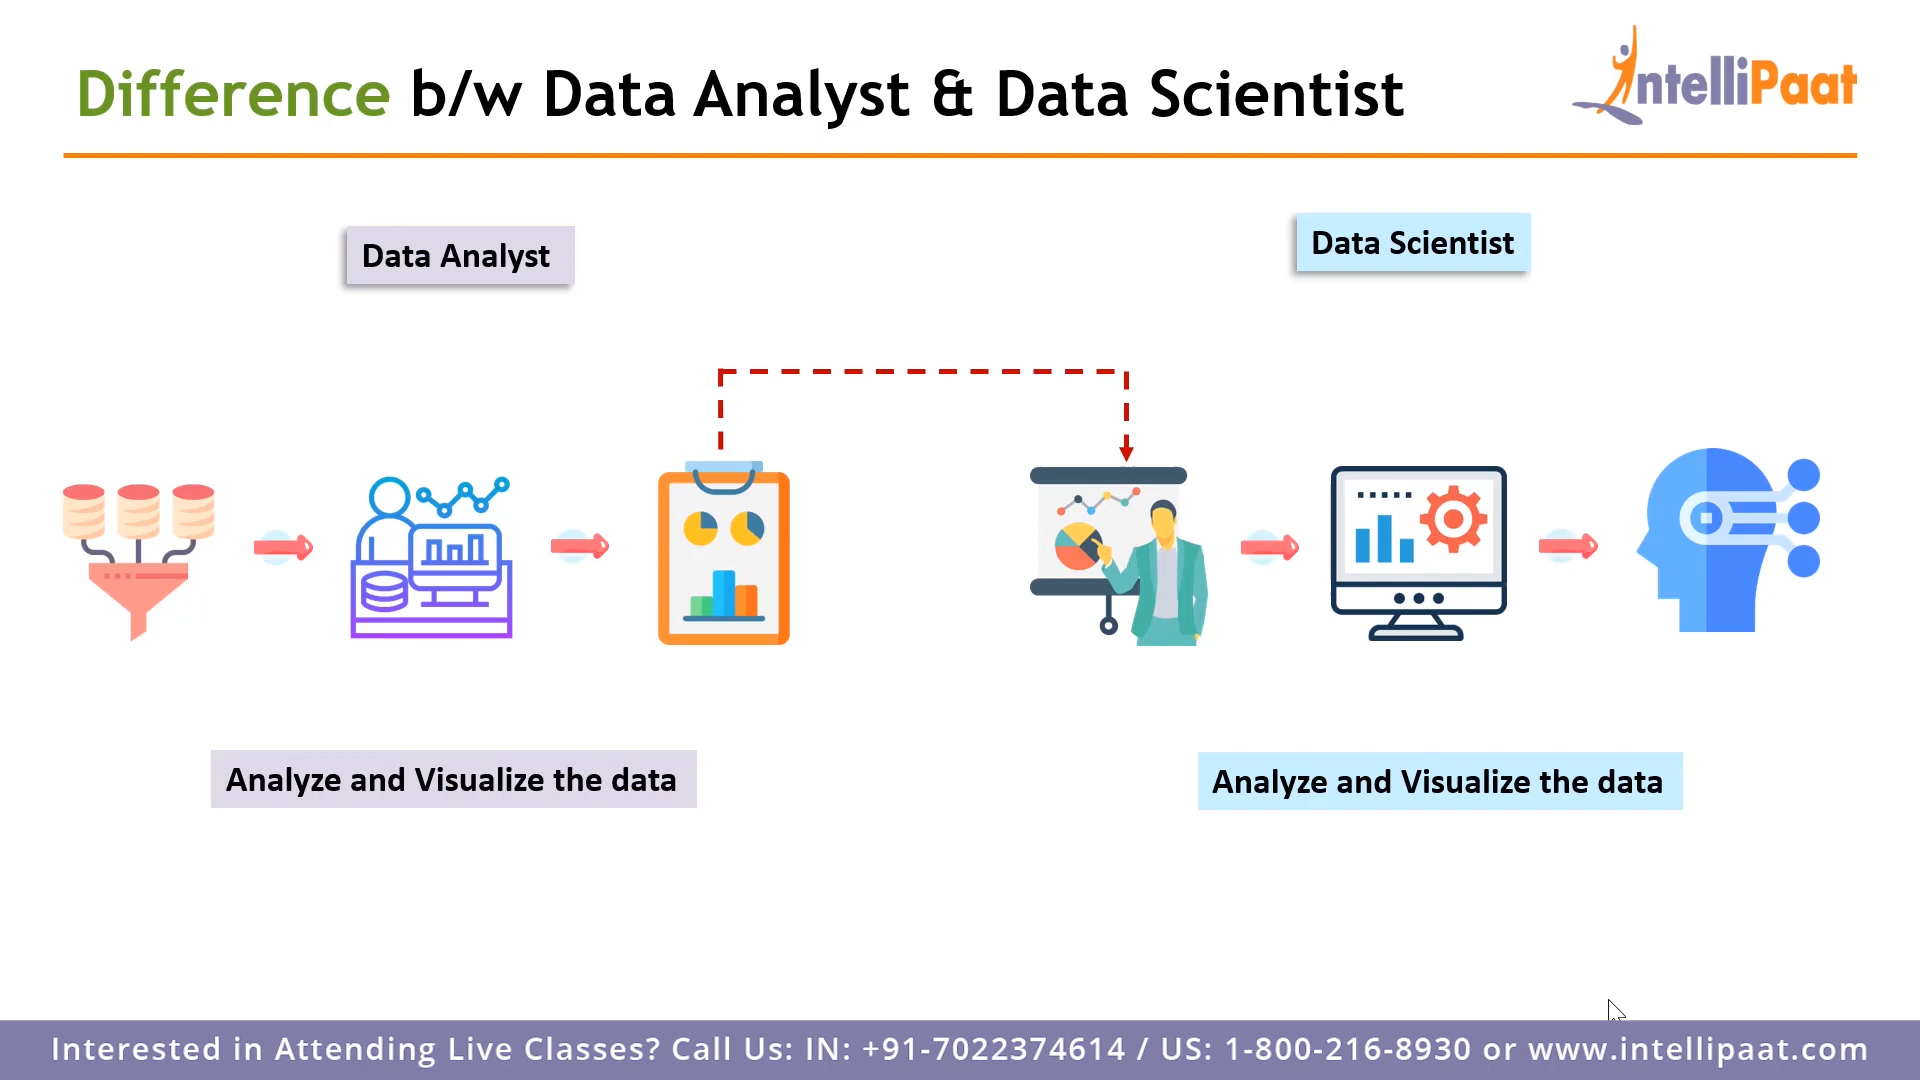 Difference b/w Data Analyst & Data Scientist
IntelliPaat
Data Analyst
Data Scientist
Analyze and Visualize the data
Analyze and Visualize the data
Interested in Attending Live Classes? Call Us: IN: +91-7022374614 / US: 1-800-216-8930 or www.intellipaat.com